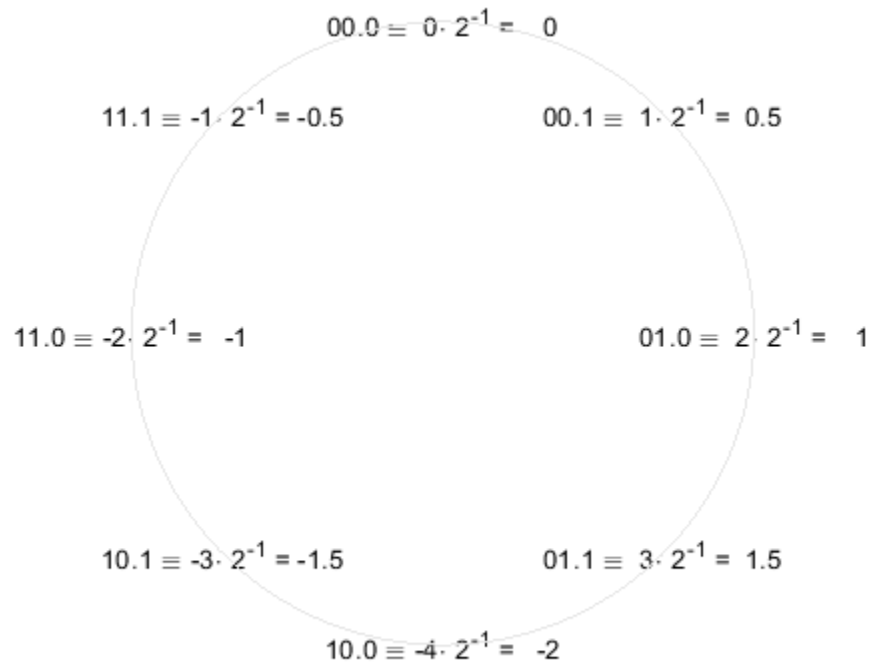 00.0 ≡ 0· 2^-1 = 0
11.1 ≡ -1· 2^-1 = -0.5
00.1 ≡ 1· 2^-1 = 0.5
11.0 ≡ -2· 2^-1 = -1
01.0 ≡ 2· 2^-1 = 1
10.1 ≡ -3· 2^-1 = -1.5
01.1 ≡ 3· 2^-1 = 1.5
10.0 ≡ -4· 2^-1 = -2